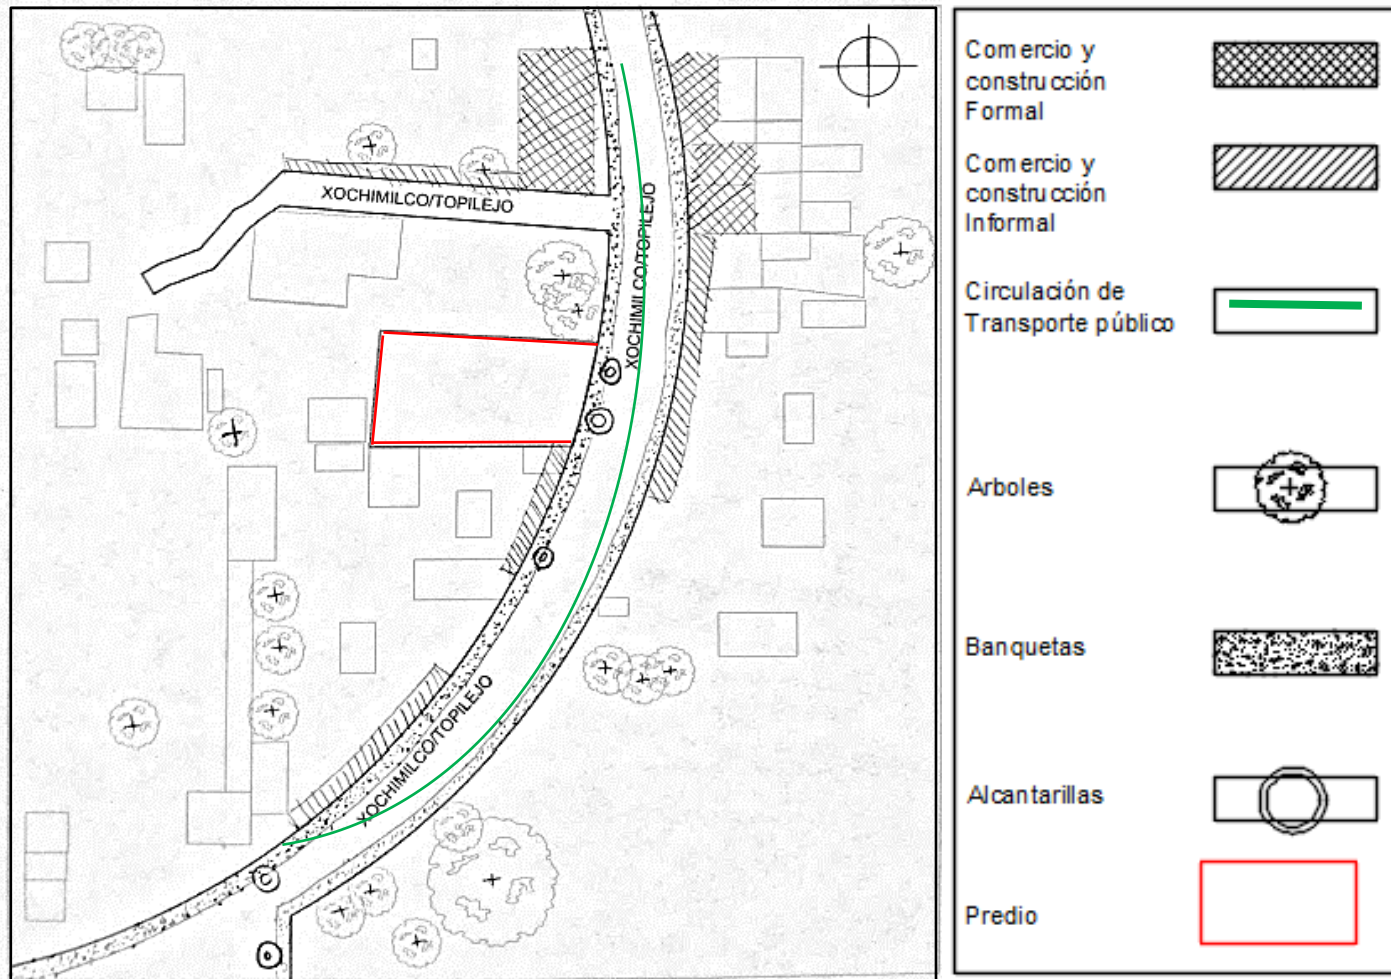 XOCHIMILCO/TOPILEJO
XOCHIMILCO/TOPILEJO
XOCHIMILCO/TOPILEJO
Comercio y
construcción
Formal
Comercio y
construcción
Informal
Circulación de
Transporte público
Arboles
Banquetas
Alcantarillas
Predio